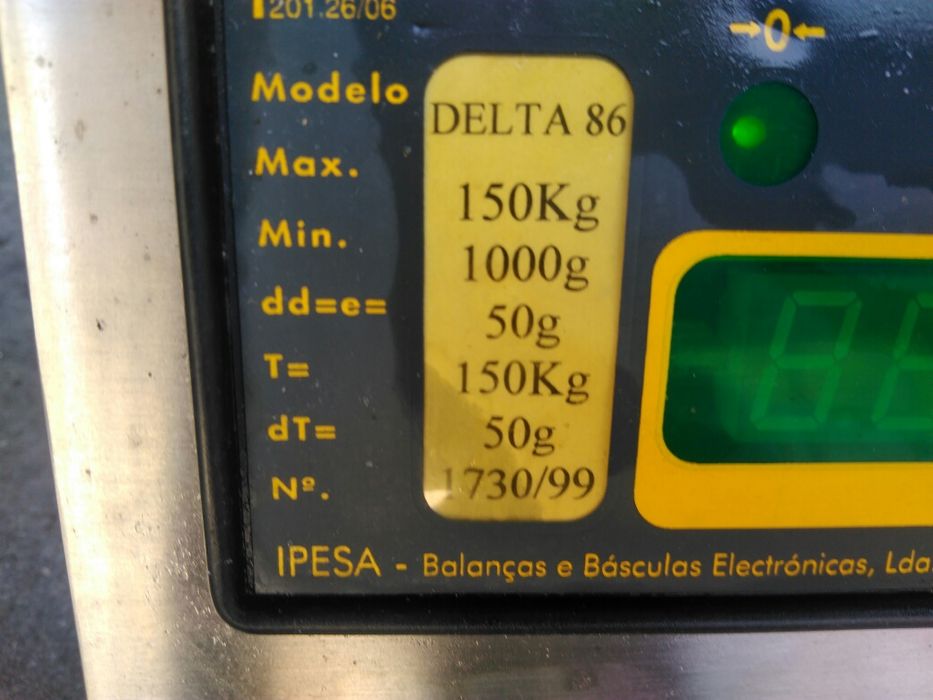 201.26/06
→0←
Modelo DELTA 86
Max. 150Kg
Min. 1000g
dd=e= 50g
T= 150Kg
dT= 50g
Nº. 1730/99
IPESA - Balanças e Básculas Electrónicas, Lda.